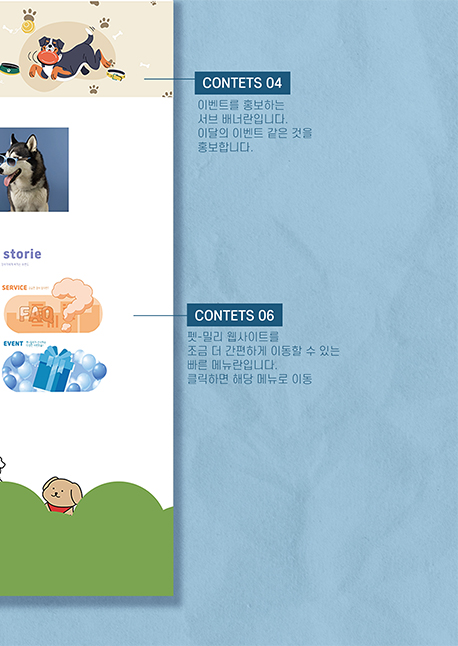 CONTETS 04
이벤트를 홍보하는
서브 배너란입니다.
이달의 이벤트 같은 것을
홍보합니다.
storie
SERVICE
FAQ
EVENT
CONTETS 06
펫-밀리 웹사이트를
조금 더 간편하게 이동할 수 있는
빠른 메뉴란입니다.
클릭하면 해당 메뉴로 이동